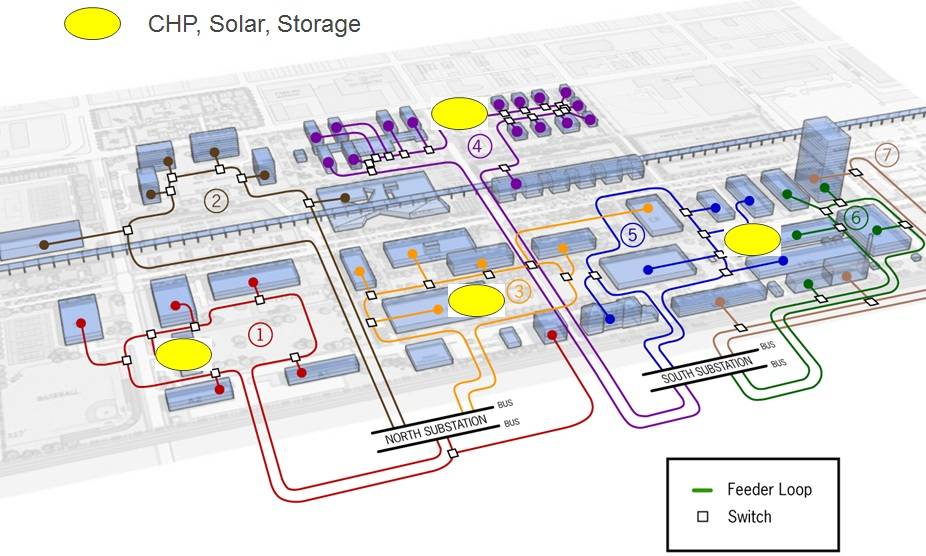 CHP, Solar, Storage
4
7
2
6
5
3
1
BUS
SOUTH SUBSTATION
BUS
BUS
NORTH SUBSTATION
BUS
Feeder Loop
Switch